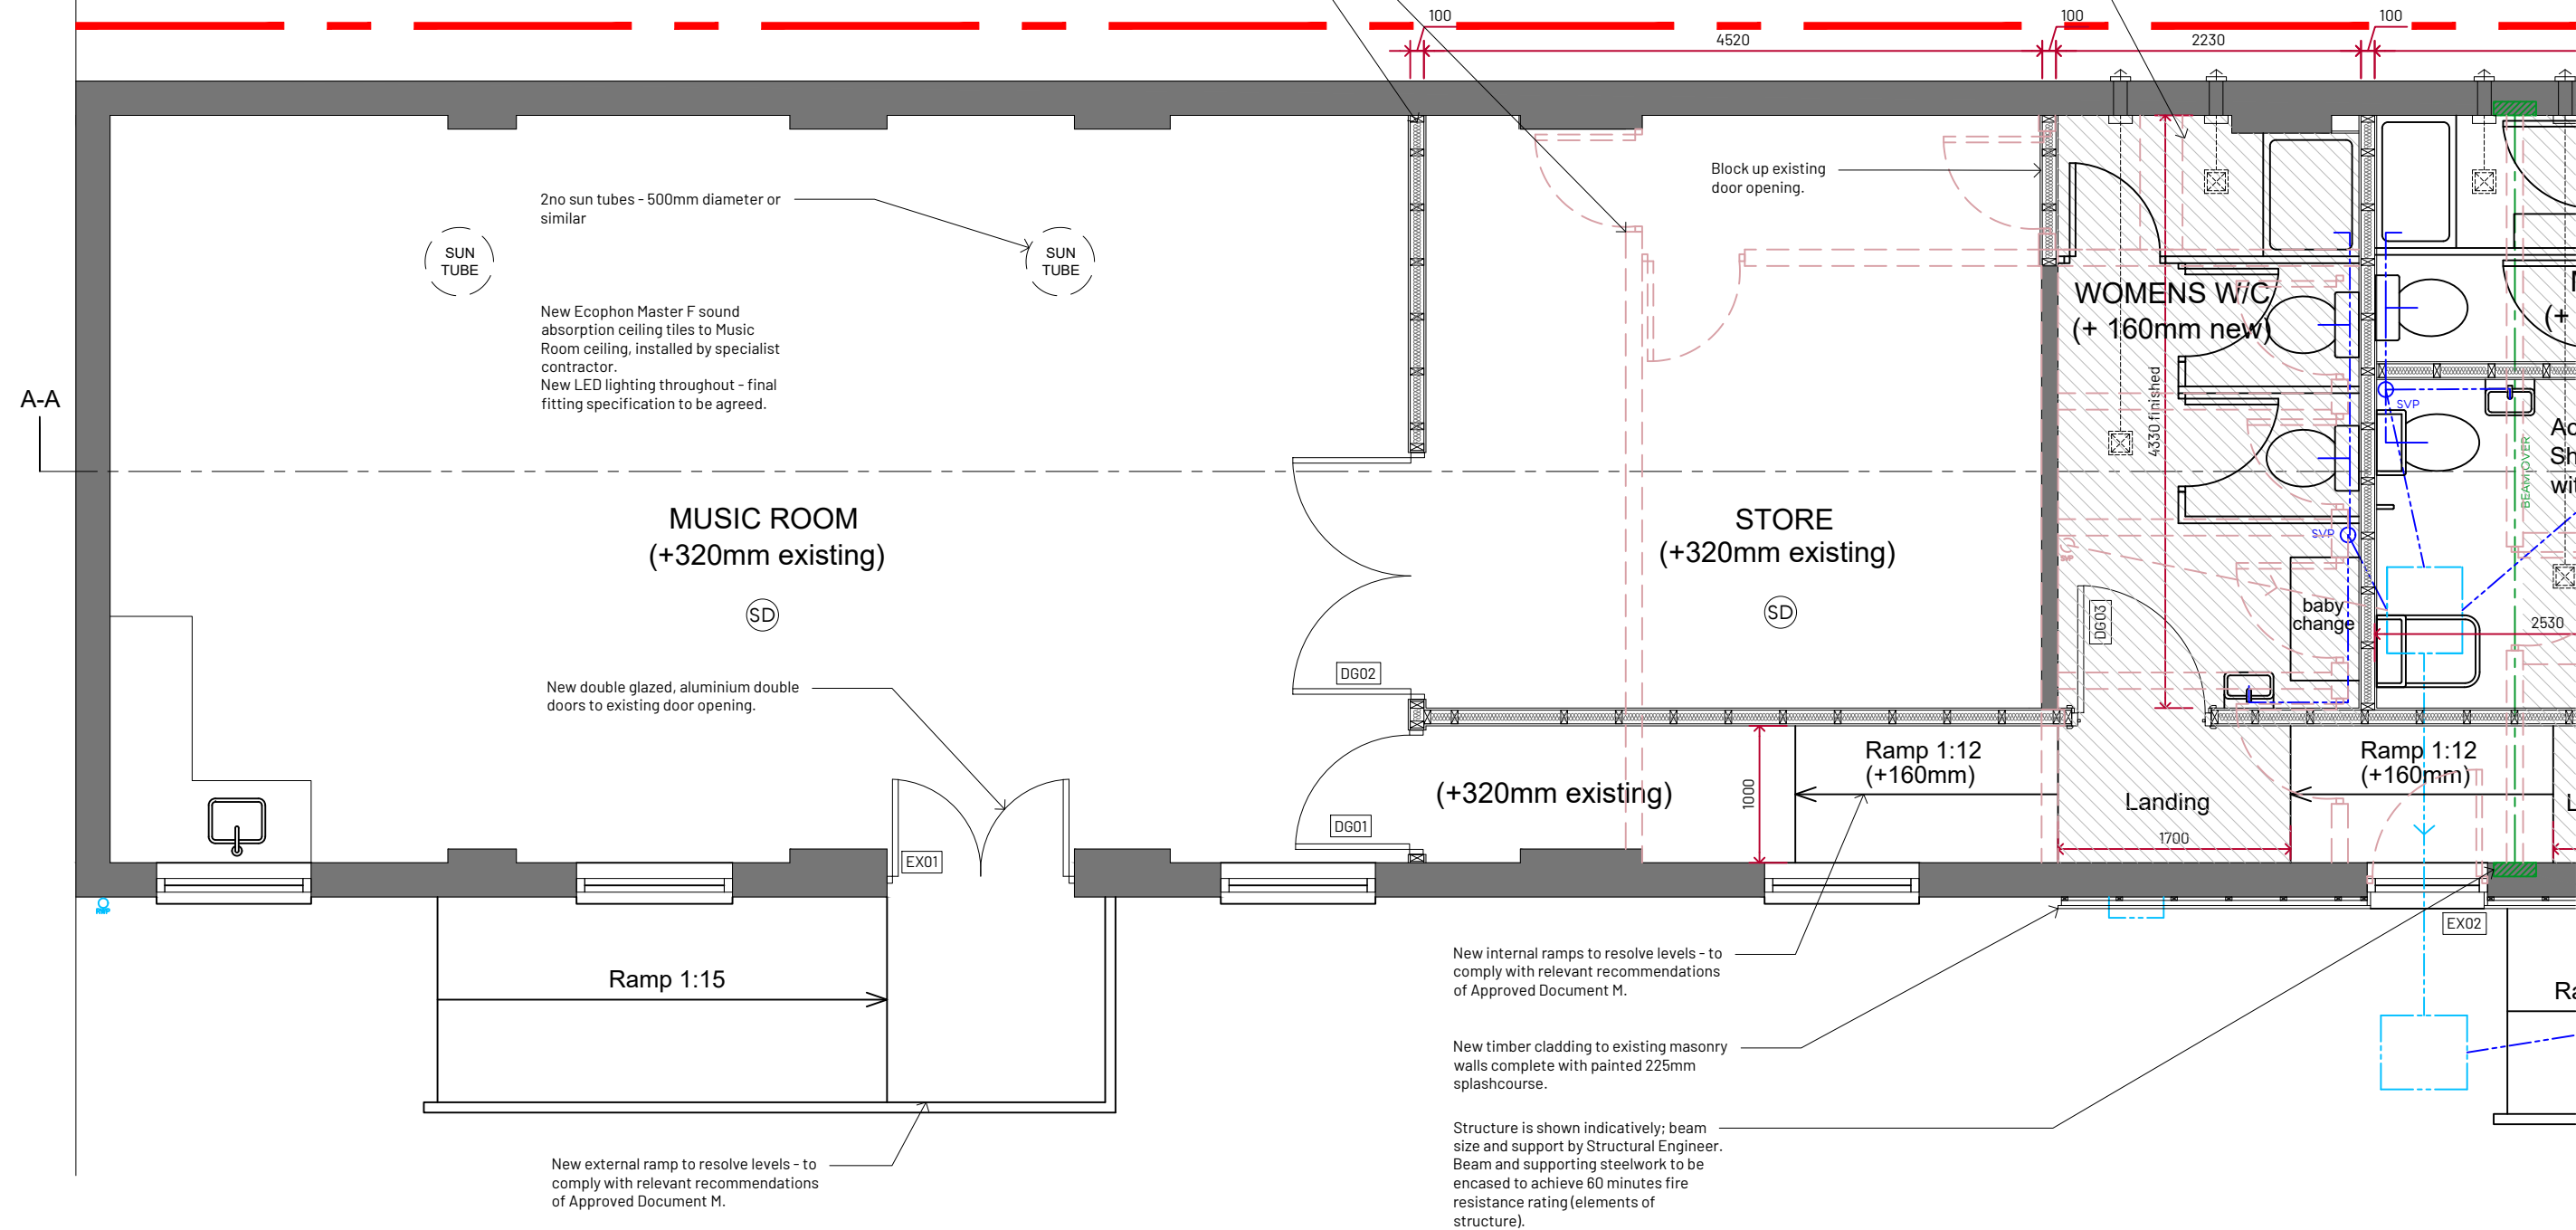 100
100
100
4520
2230
2no sun tubes - 500mm diameter or
similar
Block up existing
door opening.
SUN
TUBE
SUN
TUBE
New Ecophon Master F sound
absorption ceiling tiles to Music
Room ceiling, installed by specialist
contractor.
New LED lighting throughout - final
fitting specification to be agreed.
WOMENS W/C
(+ 160mm new)
(+
A-A
4330 finished
SVP
BEAM OVER
Ac
Sh
wit
MUSIC ROOM
(+320mm existing)
STORE
(+320mm existing)
SVP
SD
SD
baby
change
DG03
2530
DG02
New double glazed, aluminium double
doors to existing door opening.
Ramp 1:12
(+160mm)
Ramp 1:12
(+160mm)
(+320mm existing)
1000
Landing
L
DG01
1700
EX01
RWP
EX02
Ramp 1:15
New internal ramps to resolve levels - to
comply with relevant recommendations
of Approved Document M.
Ra
New timber cladding to existing masonry
walls complete with painted 225mm
splashcourse.
Structure is shown indicatively; beam
size and support by Structural Engineer.
Beam and supporting steelwork to be
encased to achieve 60 minutes fire
resistance rating (elements of
structure).
New external ramp to resolve levels - to
comply with relevant recommendations
of Approved Document M.